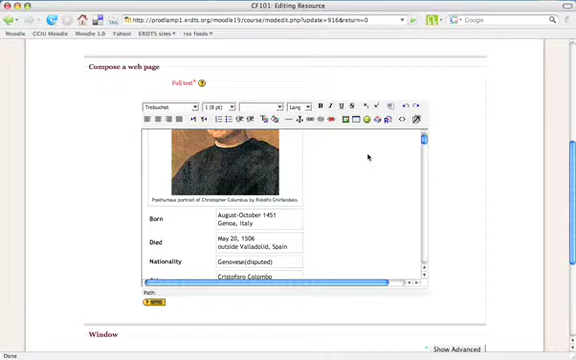 CF101: Editing Resource
http://prodlamp1.erdts.org/moodle19/course/modedit.php?update=916&return=0
Google
Moodle CCIU Moodle Moodle 1.9 Yahoo! ERDTS sites rss feeds
Compose a web page
Full text*
Trebuchet 1 (8 pt) Lang B I U S
Posthumous portrait of Christopher Columbus by Ridolfo Ghirlandaio.
Born August-October 1451
Genoa, Italy
Died May 20, 1506
outside Valladolid, Spain
Nationality Genovese(disputed)
Cristoforo Colombo
Path:
Window
Show Advanced
Done